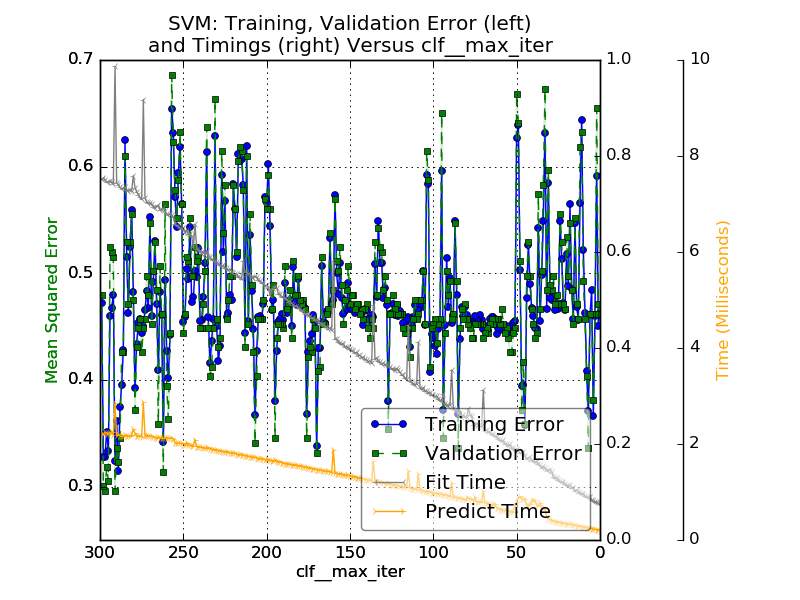 SVM: Training, Validation Error (left)
and Timings (right) Versus clf__max_iter
0.7
0.6
0.5
0.4
0.3
Mean Squared Error
300
250
200
150
100
50
0
clf__max_iter
1.0
0.8
0.6
0.4
0.2
0.0
10
8
6
4
2
0
Time (Milliseconds)
Training Error
Validation Error
Fit Time
Predict Time